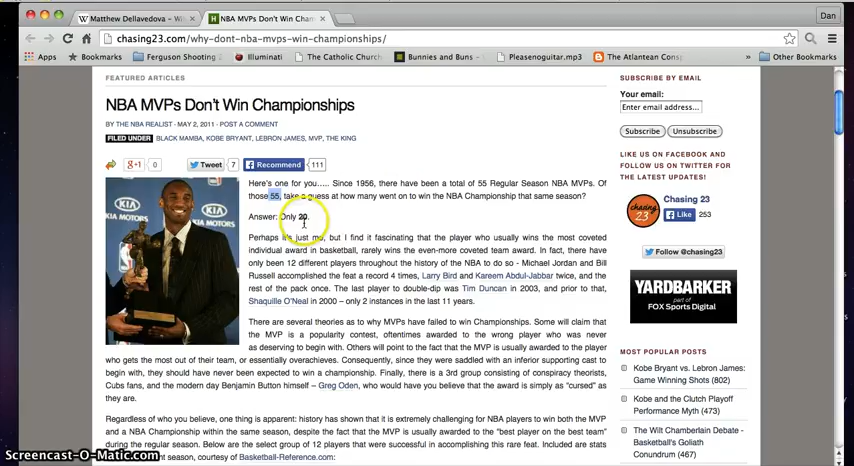 Matthew Dellavedova - Wiki
NBA MVPs Don't Win Cham
Dan
chasing23.com/why-dont-nba-mvps-win-championships/
Apps Bookmarks Ferguson Shooting Illuminati The Catholic Church Bunnies and Buns - Pleasenoguitar.mp3 The Atlantean Cons » Other Bookmarks
FEATURED ARTICLES
NBA MVPs Don't Win Championships
BY THE NBA REALIST - MAY 2, 2011 - POST A COMMENT
FILED UNDER BLACK MAMBA, KOBE BRYANT, LEBRON JAMES, MVP, THE KING
g+1 0 Tweet 7 Recommend 111
KIA MOTORS
Here's one for you..... Since 1956, there have been a total of 55 Regular Season NBA MVPs. Of
those 55, take a guess at how many went on to win the NBA Championship that same season?
Answer: Only 20.
Perhaps it's just me, but I find it fascinating that the player who usually wins the most coveted
individual award in basketball, rarely wins the even-more coveted team award. In fact, there have
only been 12 different players throughout the history of the NBA to do so - Michael Jordan and Bill
Russell accomplished the feat a record 4 times, Larry Bird and Kareem Abdul-Jabbar twice, and the
rest of the pack once. The last player to double-dip was Tim Duncan in 2003, and prior to that,
Shaquille O'Neal in 2000 – only 2 instances in the last 11 years.
There are several theories as to why MVPs have failed to win Championships. Some will claim that
the MVP is a popularity contest, oftentimes awarded to the wrong player who was never
as deserving to begin with. Others will point to the fact that the MVP is usually awarded to the player
who gets the most out of their team, or essentially overachieves. Consequently, since they were saddled with an inferior supporting cast to
begin with, they should have never been expected to win a championship. Finally, there is a 3rd group consisting of conspiracy theorists,
Cubs fans, and the modern day Benjamin Button himself – Greg Oden, who would have you believe that the award is simply as "cursed" as
they are.
Regardless of who you believe, one thing is apparent: history has shown that it is extremely challenging for NBA players to win both the MVP
and a NBA Championship within the same season, despite the fact that the MVP is usually awarded to the "best player on the best team"
during the regular season. Below are the select group of 12 players that were successful in accomplishing this rare feat. Included are stats
ent season, courtesy of Basketball-Reference.com:
SUBSCRIBE BY EMAIL
Your email:
Enter email address...
Subscribe Unsubscribe
LIKE US ON FACEBOOK AND
FOLLOW US ON TWITTER FOR
THE LATEST UPDATES!
chasing 23
Chasing 23
Like 253
Follow @chasing23
YARDBARKER
part of
FOX Sports Digital
MOST POPULAR POSTS
Kobe Bryant vs. Lebron James:
Game Winning Shots (802)
Kobe and the Clutch Playoff
Performance Myth (473)
The Wilt Chamberlain Debate -
Basketball's Goliath
Conundrum (467)
Screencast-O-Matic.com